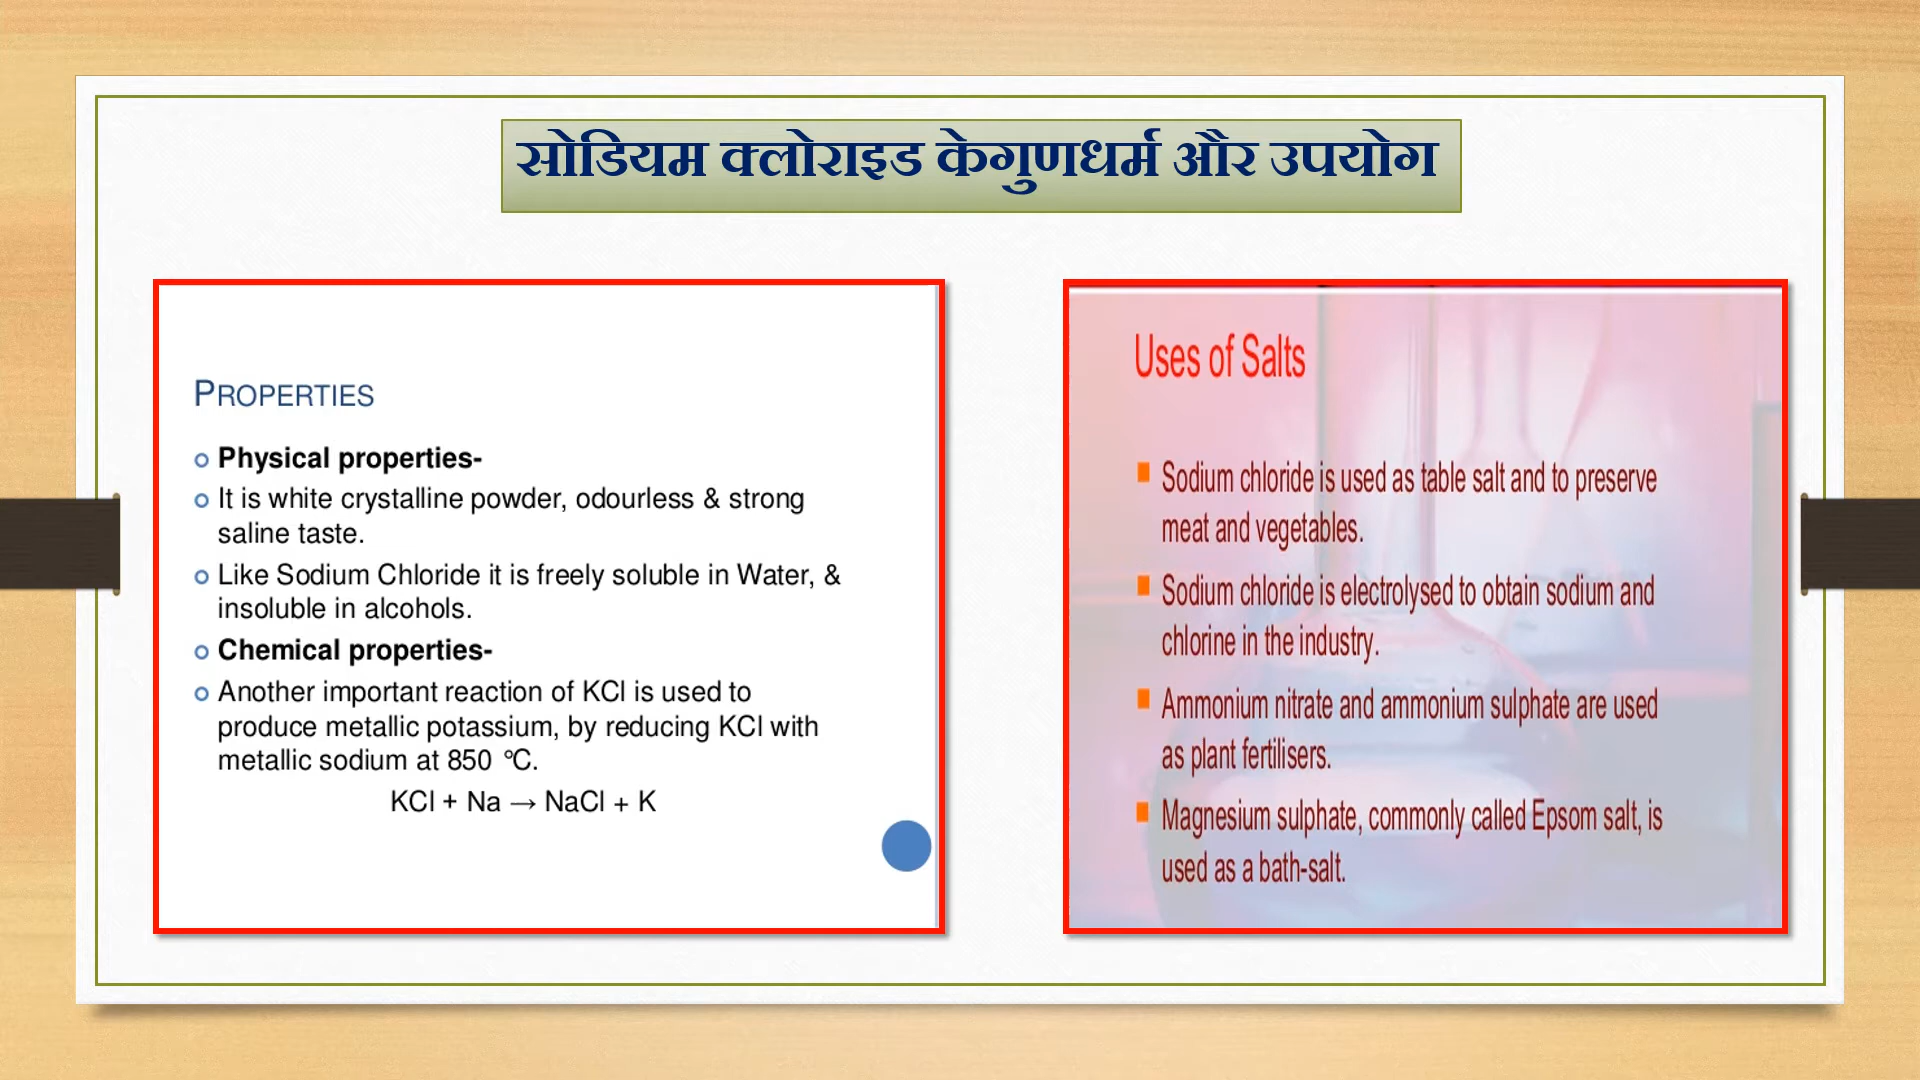 सोडियम क्लोराइड केगुणधर्म और उपयोग
PROPERTIES
Physical properties-
It is white crystalline powder, odourless & strong
saline taste.
Like Sodium Chloride it is freely soluble in Water, &
insoluble in alcohols.
Chemical properties-
Another important reaction of KCl is used to
produce metallic potassium, by reducing KCl with
metallic sodium at 850 °C.
KCl + Na → NaCl + K
Uses of Salts
Sodium chloride is used as table salt and to preserve
meat and vegetables.
Sodium chloride is electrolysed to obtain sodium and
chlorine in the industry.
Ammonium nitrate and ammonium sulphate are used
as plant fertilisers.
Magnesium sulphate, commonly called Epsom salt, is
used as a bath-salt.